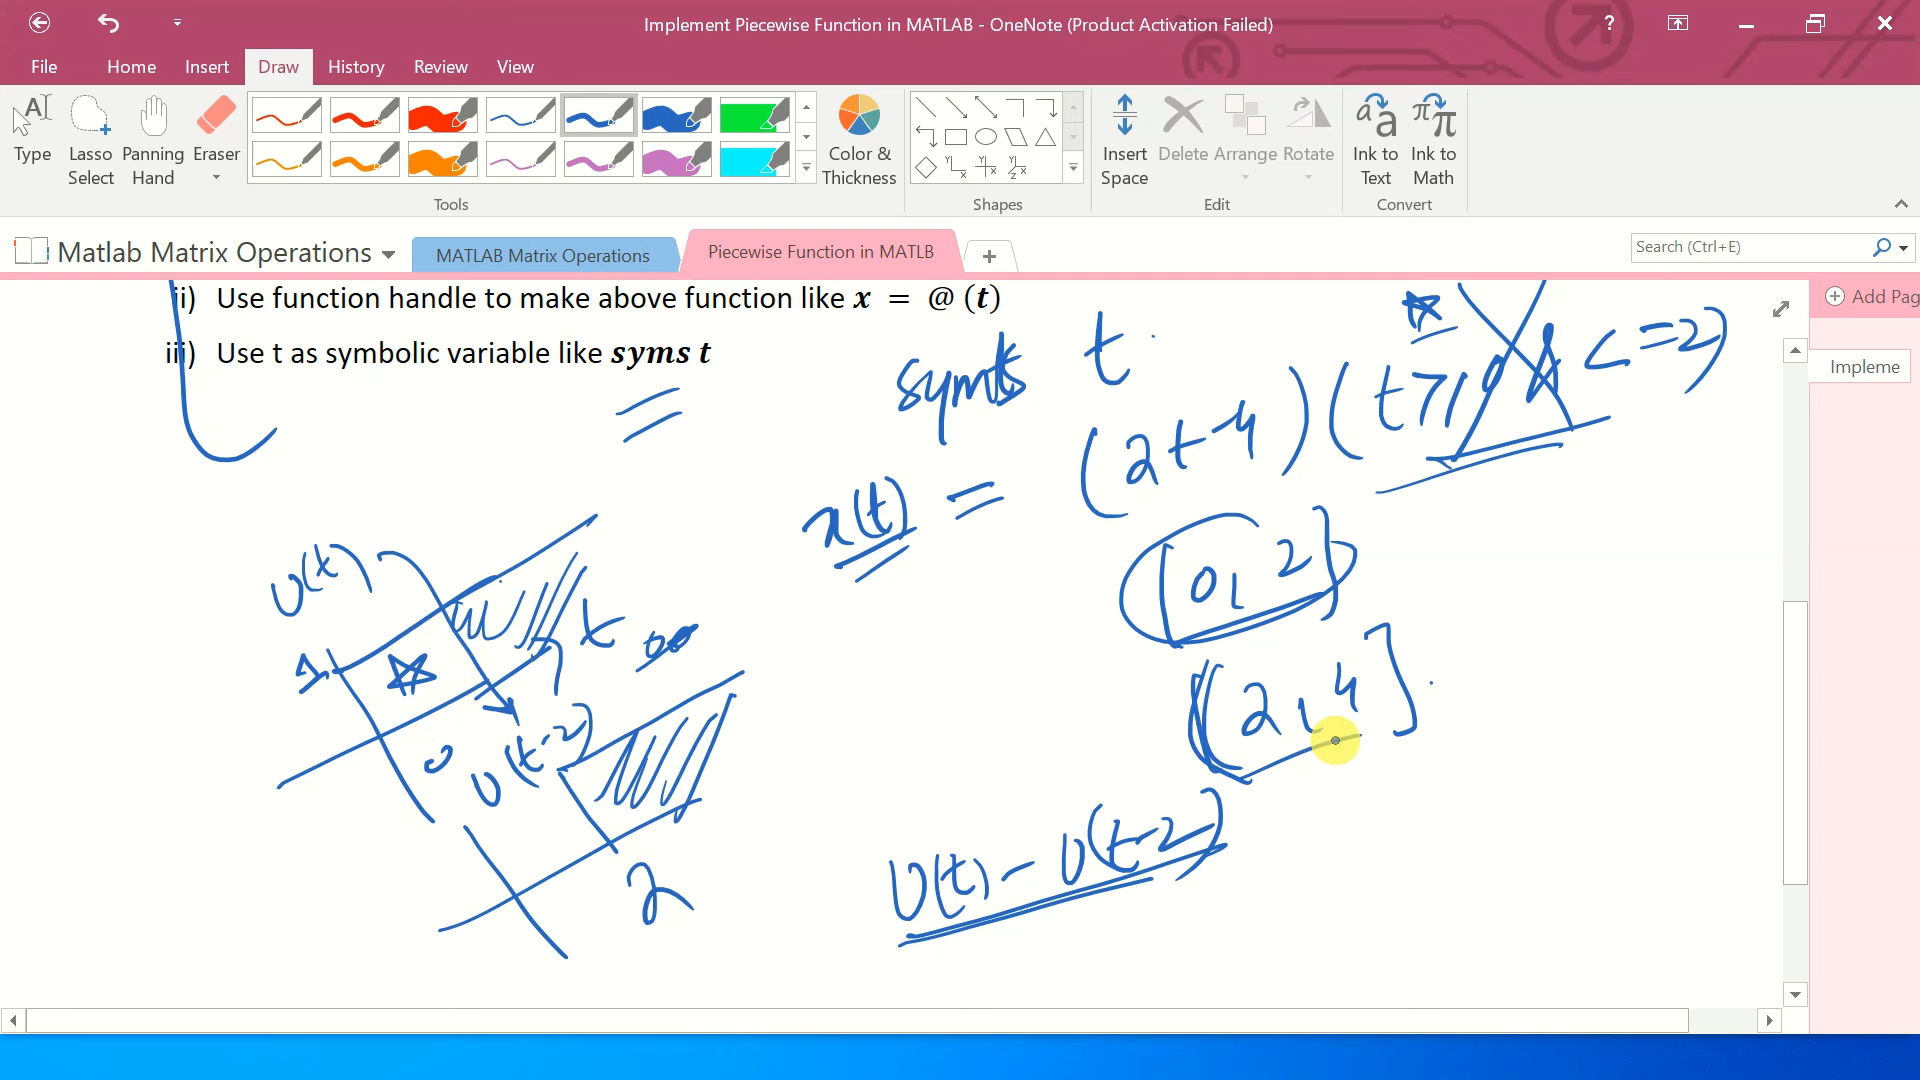 Implement Piecewise Function in MATLAB - OneNote (Product Activation Failed)
?
File Home Insert Draw History Review View
Type
Lasso Select
Panning Hand
Eraser
Color & Thickness
Insert Space
Delete
Arrange
Rotate
Ink to Text
Ink to Math
Tools
Shapes
Edit
Convert
Matlab Matrix Operations
MATLAB Matrix Operations
Piecewise Function in MATLB
+
Search (Ctrl+E)
ii) Use function handle to make above function like x = @ (t)
iii) Use t as symbolic variable like syms t
Add Pag
Impleme
syms t
x(t) = (2t-4)
<=2)
[0, 2]
(2, 4]
U(t)
1
t
∞
0
U(t-2)
2
U(t) - U(t-2)